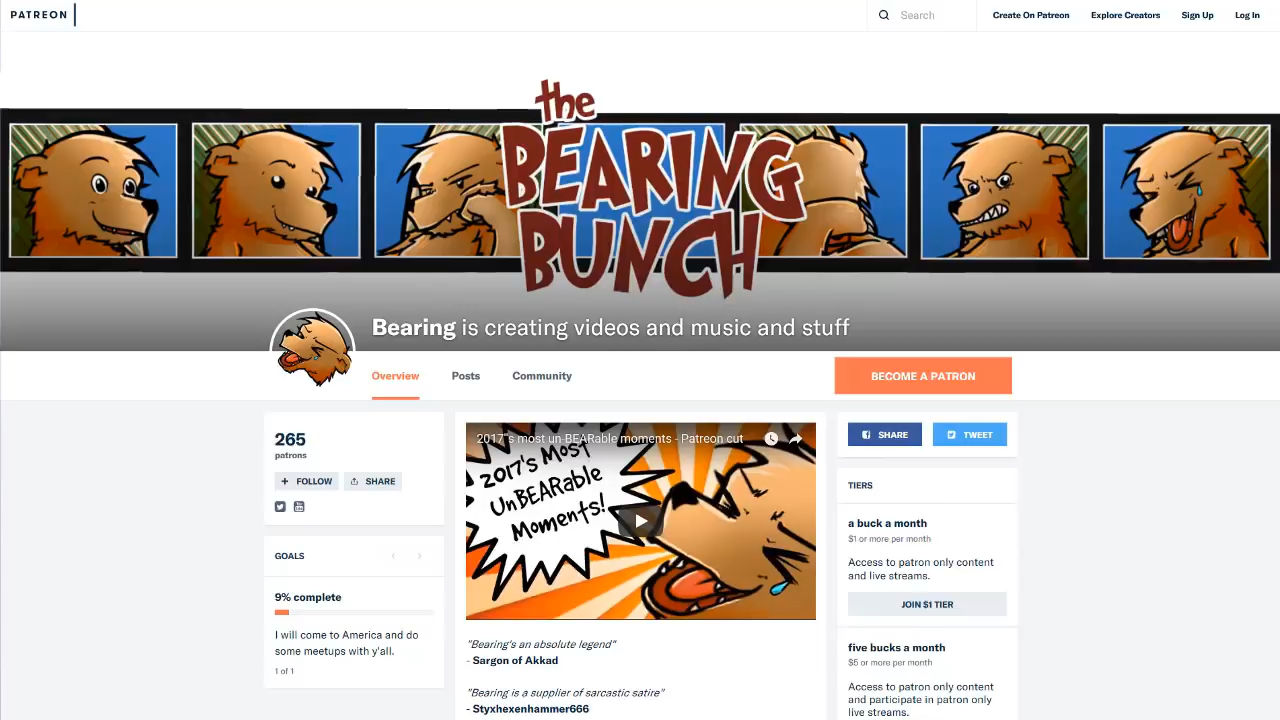 PATREON
Search
Create On Patreon
Explore Creators
Sign Up
Log In
the
BEARING
BUNCH
Bearing is creating videos and music and stuff
Overview
Posts
Community
BECOME A PATRON
265
patrons
FOLLOW
SHARE
GOALS
9% complete
I will come to America and do
some meetups with y'all.
1 of 1
2017's most un-BEARable moments - Patreon cut
2017's Most
UnBEARable
Moments!
"Bearing's an absolute legend"
- Sargon of Akkad
"Bearing is a supplier of sarcastic satire"
- Styxhexenhammer666
SHARE
TWEET
TIERS
a buck a month
$1 or more per month
Access to patron only content
and live streams.
JOIN $1 TIER
five bucks a month
$5 or more per month
Access to patron only content
and participate in patron only
live streams.